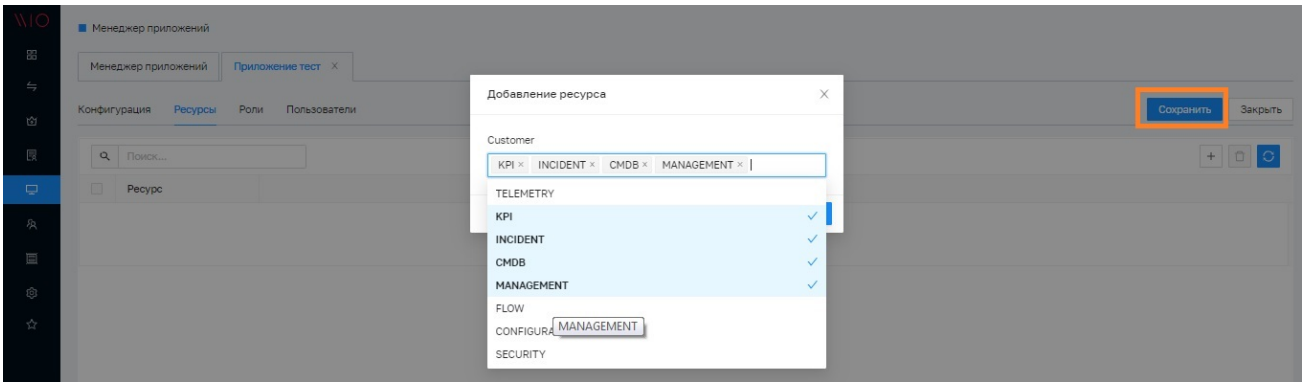 WIO
Менеджер приложений
Менеджер приложений Приложение тест ×
Конфигурация Ресурсы Роли Пользователи
Сохранить Закрыть
Поиск...
Ресурс
Добавление ресурса
Customer
KPI × INCIDENT × CMDB × MANAGEMENT ×
TELEMETRY
KPI
INCIDENT
CMDB
MANAGEMENT
FLOW
MANAGEMENT
CONFIGURA
SECURITY